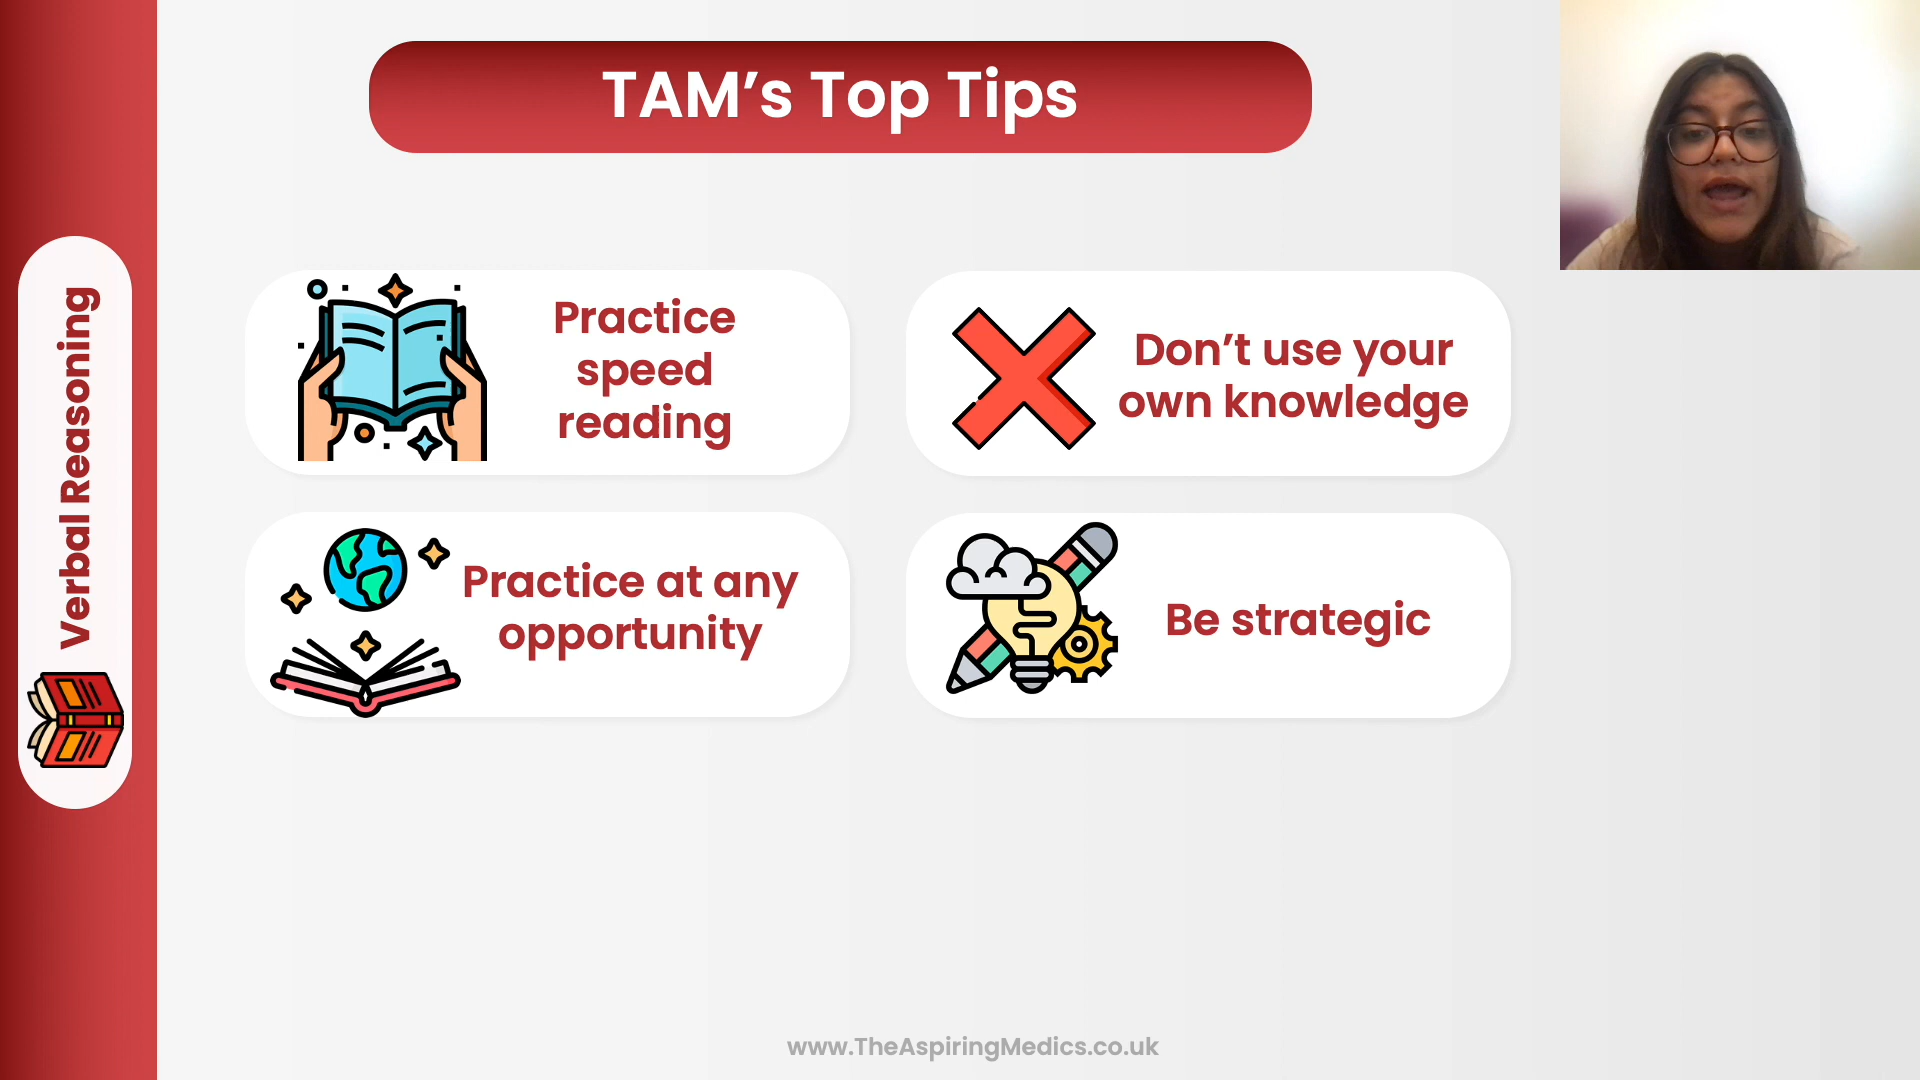 TAM’s Top Tips
Verbal Reasoning
Practice
speed
reading
Don’t use your
own knowledge
Practice at any
opportunity
Be strategic
www.TheAspiringMedics.co.uk